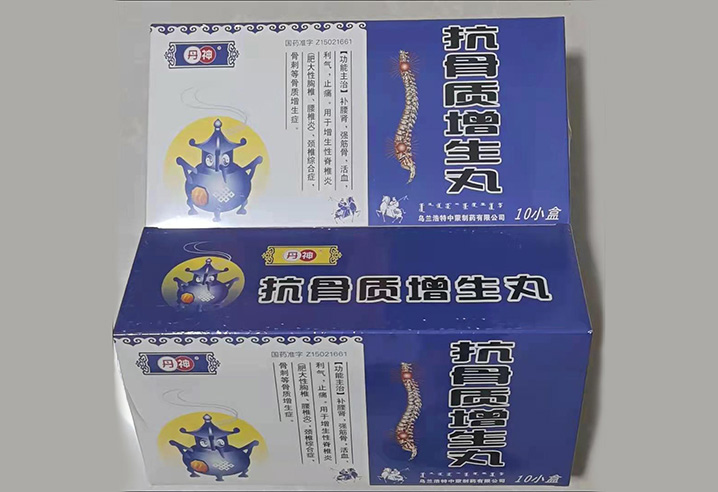 丹神®
国药准字 Z15021661
【功能主治】补腰肾，强筋骨，活血，
利气，止痛。用于增生性脊椎炎
(肥大性胸椎、腰椎炎)、颈椎综合症、
骨刺等骨质增生症。
抗骨质增生丸
乌兰浩特中蒙制药有限公司
10小盒
丹神®
抗骨质增生丸
丹神®
国药准字 Z15021661
【功能主治】补腰肾，强筋骨，活血，
利气，止痛。用于增生性脊椎炎
(肥大性胸椎、腰椎炎)、颈椎综合症、
骨刺等骨质增生症。
抗骨质增生丸
乌兰浩特中蒙制药有限公司
10小盒